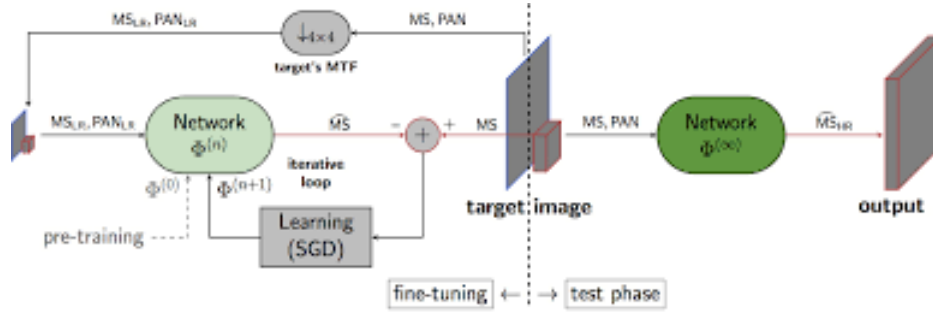 MS_LR, PAN_LR
↓4×4
MS, PAN
target's MTF
MS_LR, PAN_LR
Network
Φ^(n)
M̂S
−
+
+
MS
MS, PAN
Network
Φ^(∞)
M̂S_HR
iterative
loop
Φ^(0)
Φ^(n+1)
target image
output
pre-training
Learning
(SGD)
fine-tuning
←
→
test phase